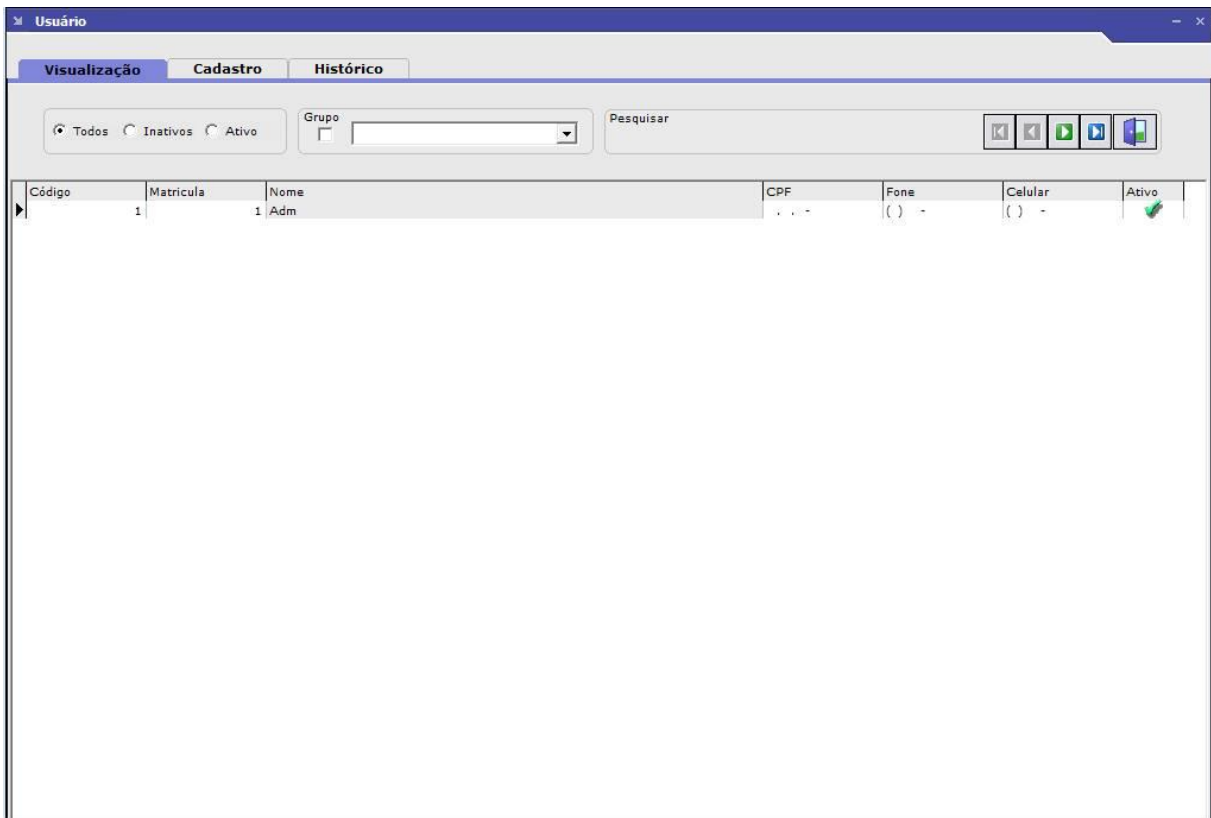 Usuário
Visualização Cadastro Histórico
Todos Inativos Ativo
Grupo
Pesquisar
Código Matricula Nome CPF Fone Celular Ativo
1 1 Adm . . - ( ) - ( ) -